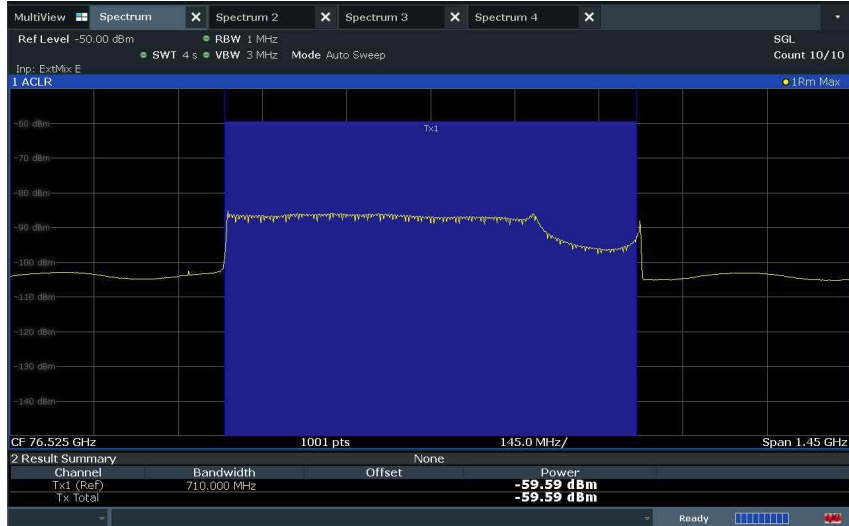 MultiView Spectrum X Spectrum 2 X Spectrum 3 X Spectrum 4 X
Ref Level -50.00 dBm RBW 1 MHz SGL
SWT 4 s VBW 3 MHz Mode Auto Sweep Count 10/10
Inp: ExtMix E
1 ACLR 1Rm Max
Tx1
-60 dBm
-70 dBm
-80 dBm
-90 dBm
-100 dBm
-110 dBm
-120 dBm
-130 dBm
-140 dBm
CF 76.525 GHz 1001 pts 145.0 MHz/ Span 1.45 GHz
2 Result Summary None
Channel Bandwidth Offset Power
Tx1 (Ref) 710.000 MHz -59.59 dBm
Tx Total -59.59 dBm
Ready